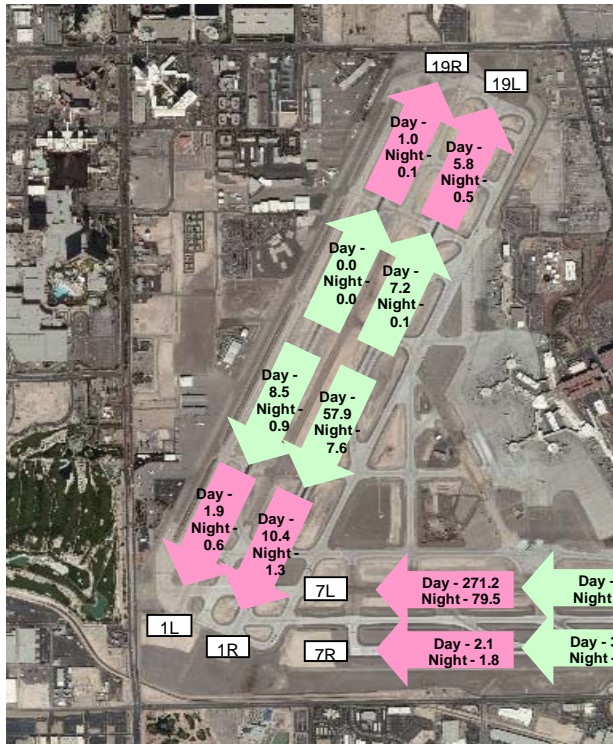 19R
19L
Day -
1.0
Night -
0.1
Day -
5.8
Night -
0.5
Day -
0.0
Night -
0.0
Day -
7.2
Night -
0.1
Day -
8.5
Night -
0.9
Day -
57.9
Night -
7.6
Day -
1.9
Night -
0.6
Day -
10.4
Night -
1.3
7L
Day - 271.2
Night - 79.5
Day -
Night
1L
1R
7R
Day - 2.1
Night - 1.8
Day - 3
Night -